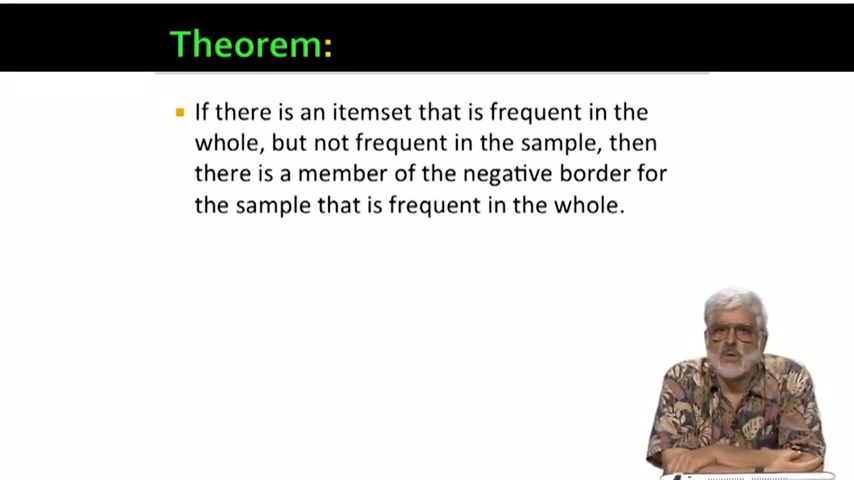 Theorem:
If there is an itemset that is frequent in the
whole, but not frequent in the sample, then
there is a member of the negative border for
the sample that is frequent in the whole.